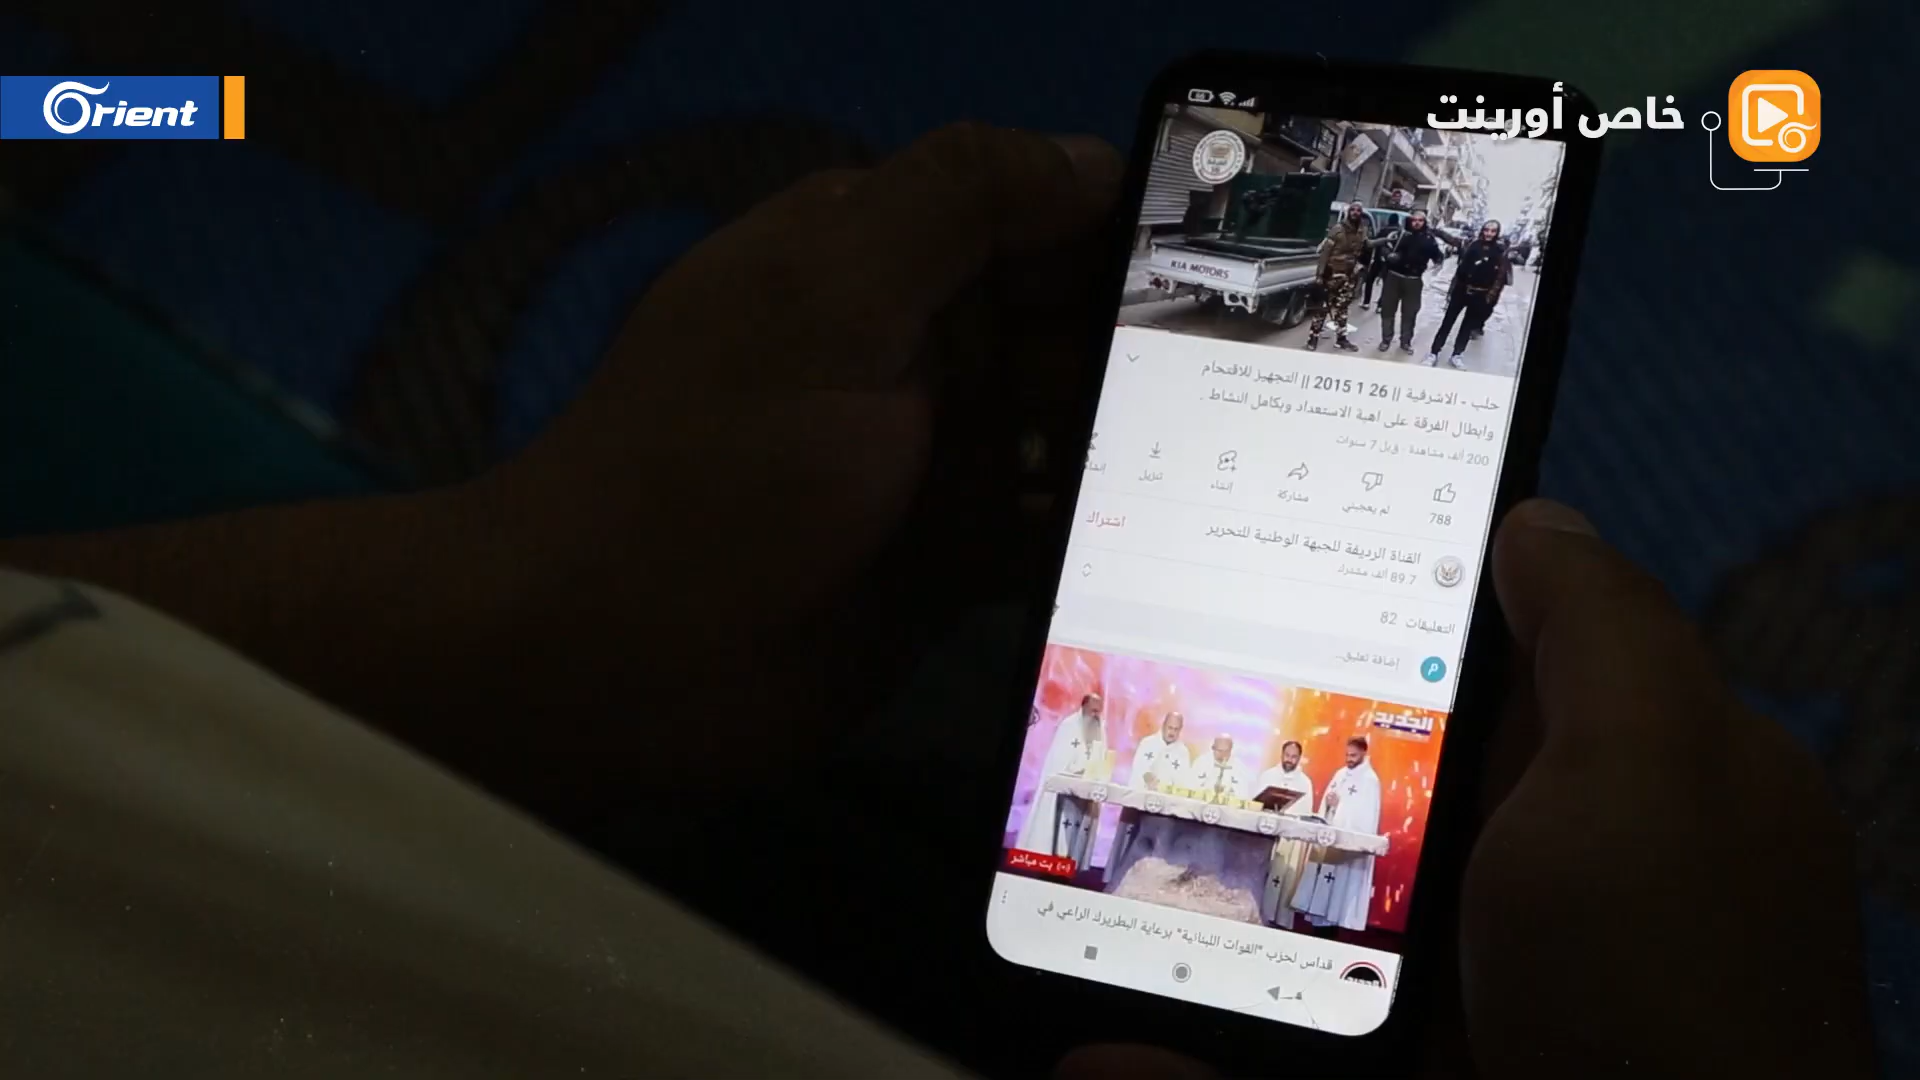 Orient
خاص أورينت
KIA MOTORS
حلب - الاشرفية || 26 1 2015 || التجهيز للاقتحام
وابطال الفرقة على اهبة الاستعداد وبكامل النشاط .
200 ألف مشاهدة · قبل 7 سنوات
788
لم يعجبني
مشاركة
إنشاء
تنزيل
القناة الرديفة للجبهة الوطنية للتحرير
اشتراك
89.7 ألف مشترك
التعليقات 82
P
إضافة تعليق...
الجديد
بث مباشر
قداس لحزب "القوات اللبنانية" برعاية البطريرك الراعي في